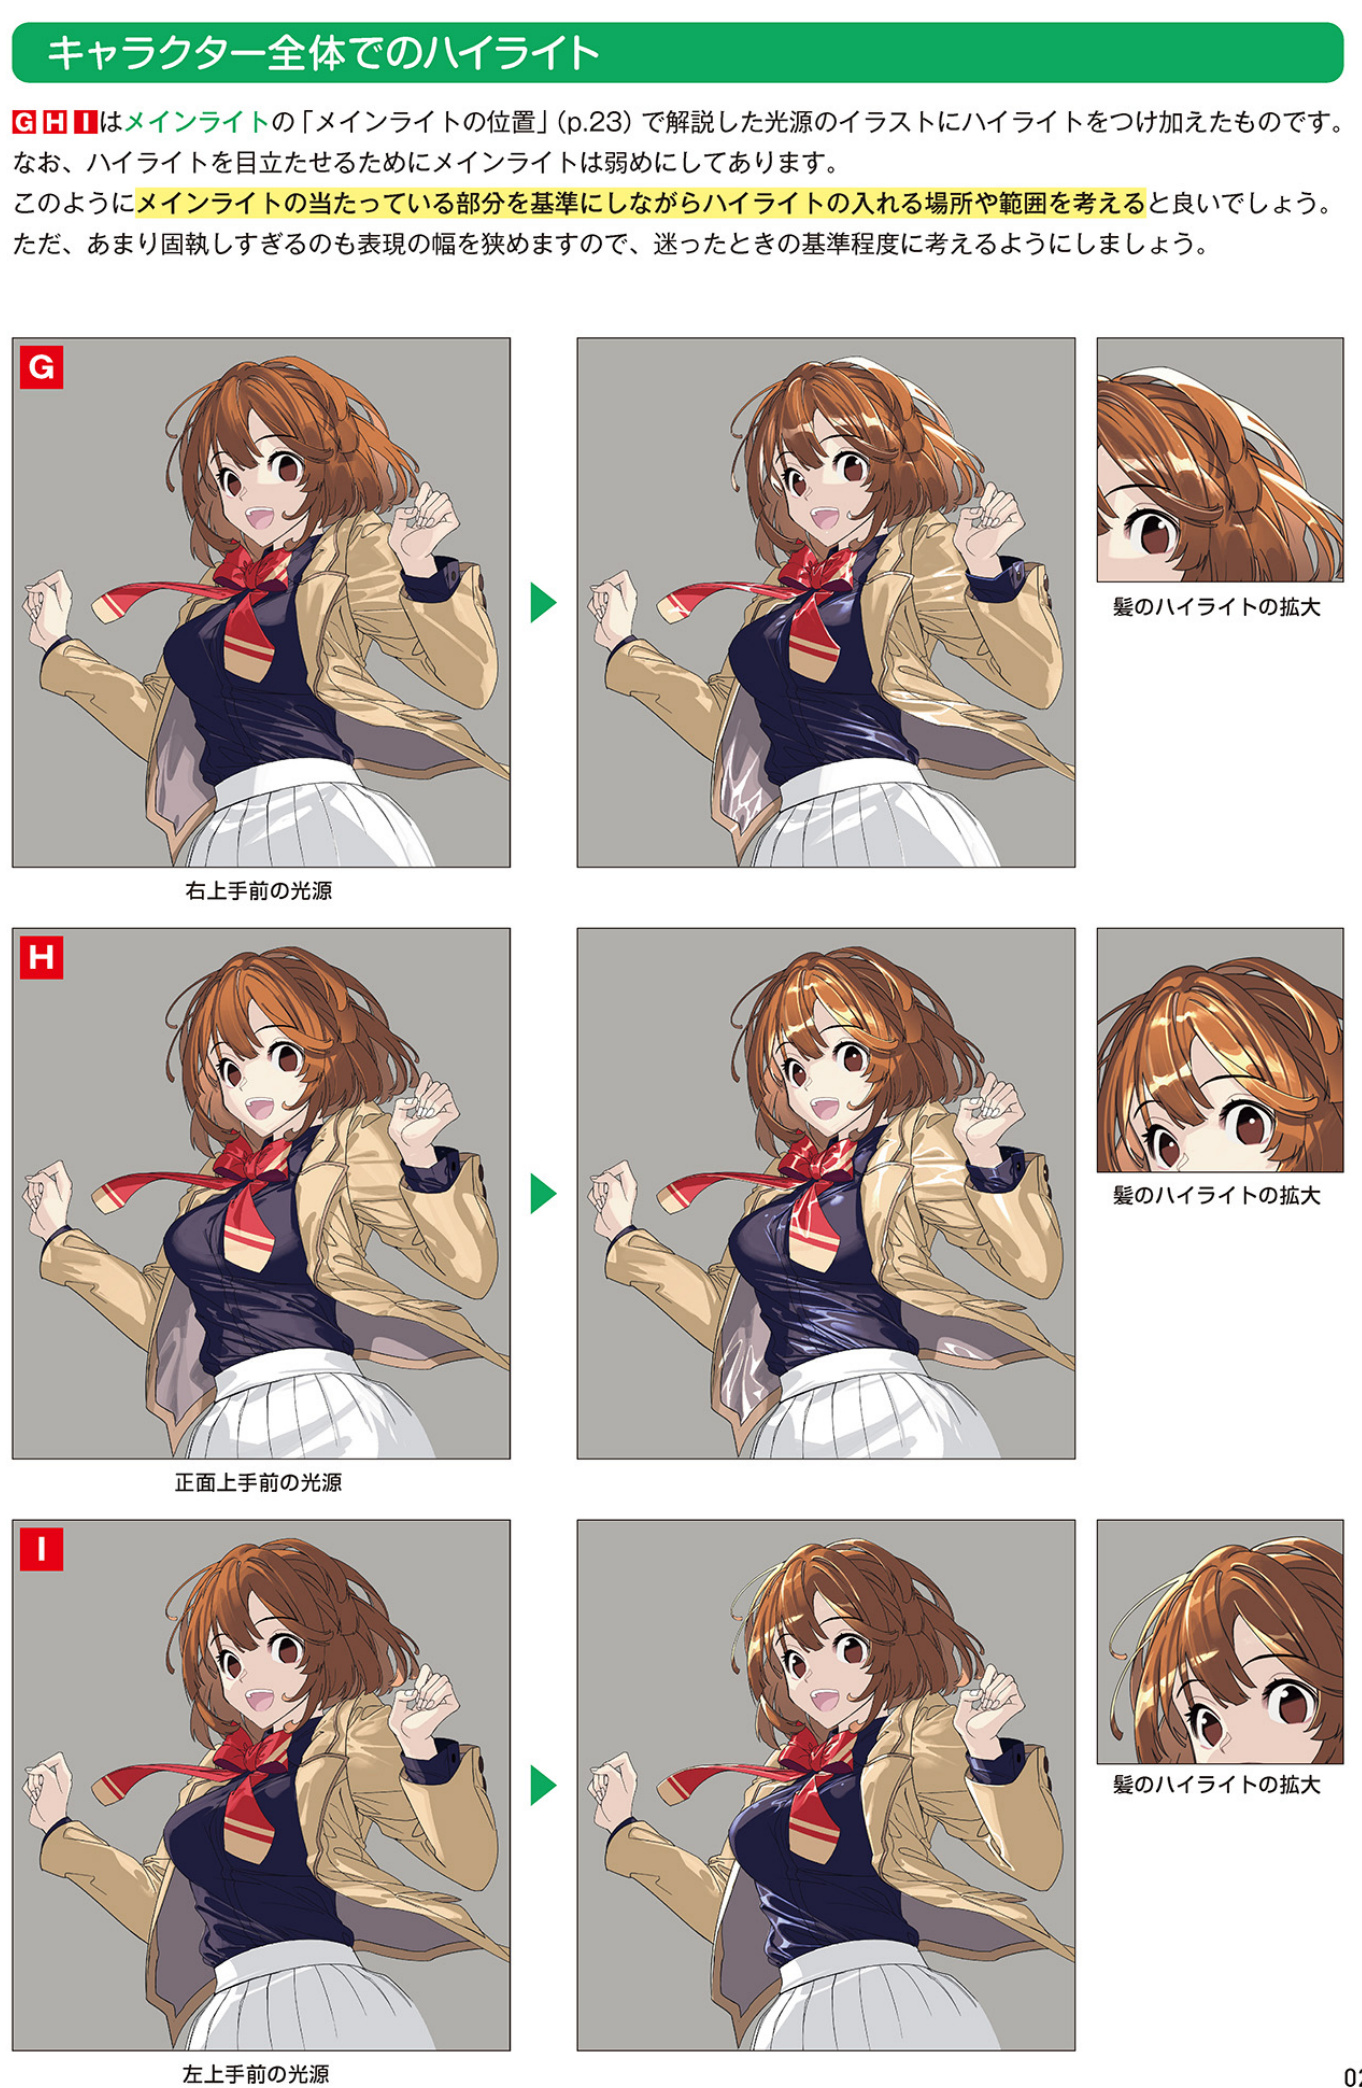 キャラクター全体でのハイライト
GHIはメインライトの「メインライトの位置」(p.23)で解説した光源のイラストにハイライトをつけ加えたものです。
なお、ハイライトを目立たせるためにメインライトは弱めにしてあります。
このようにメインライトの当たっている部分を基準にしながらハイライトの入れる場所や範囲を考えると良いでしょう。
ただ、あまり固執しすぎるのも表現の幅を狭めますので、迷ったときの基準程度に考えるようにしましょう。
G
髪のハイライトの拡大
右上手前の光源
H
髪のハイライトの拡大
正面上手前の光源
I
髪のハイライトの拡大
左上手前の光源